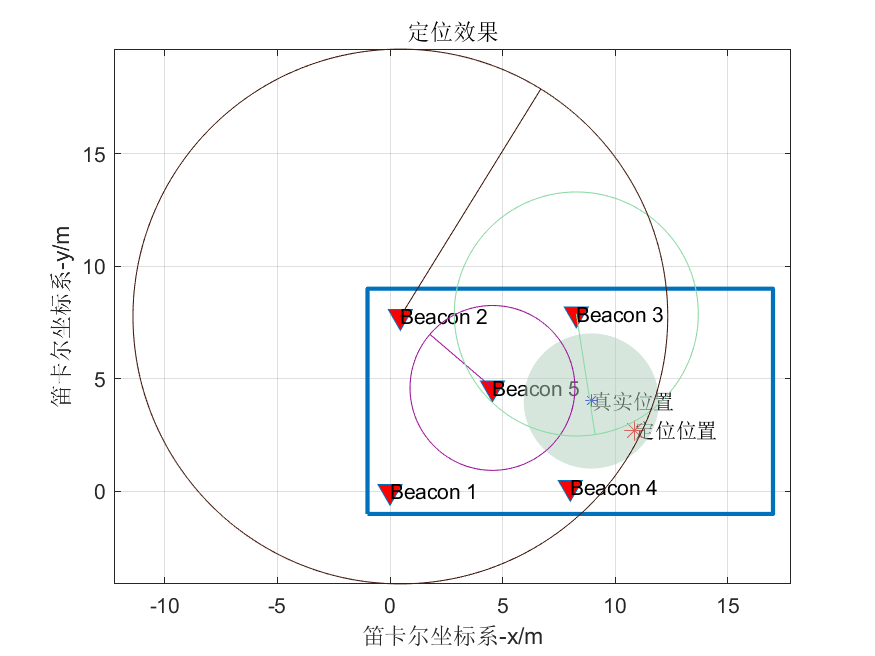 定位效果
笛卡尔坐标系-y/m
15
10
5
0
Beacon 2
Beacon 3
Beacon 5
真实位置
定位位置
Beacon 1
Beacon 4
-10
-5
0
5
10
15
笛卡尔坐标系-x/m